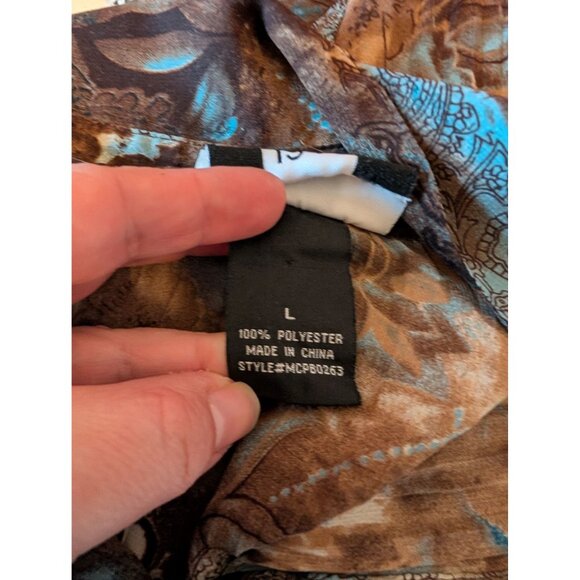 L
100% POLYESTER
MADE IN CHINA
STYLE#MCPB0263